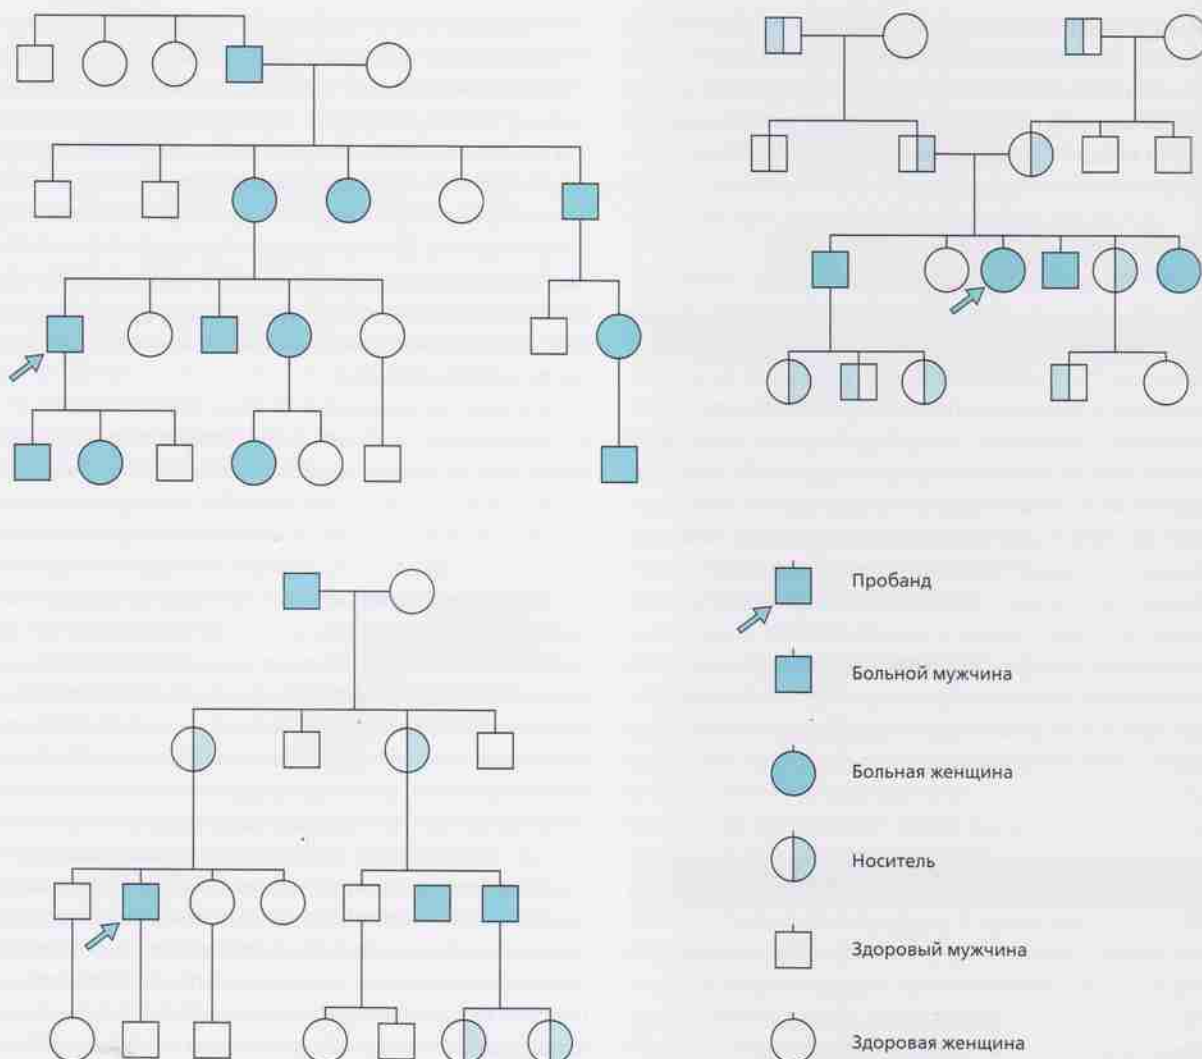 Пробанд
Больной мужчина
Больная женщина
Носитель
Здоровый мужчина
Здоровая женщина